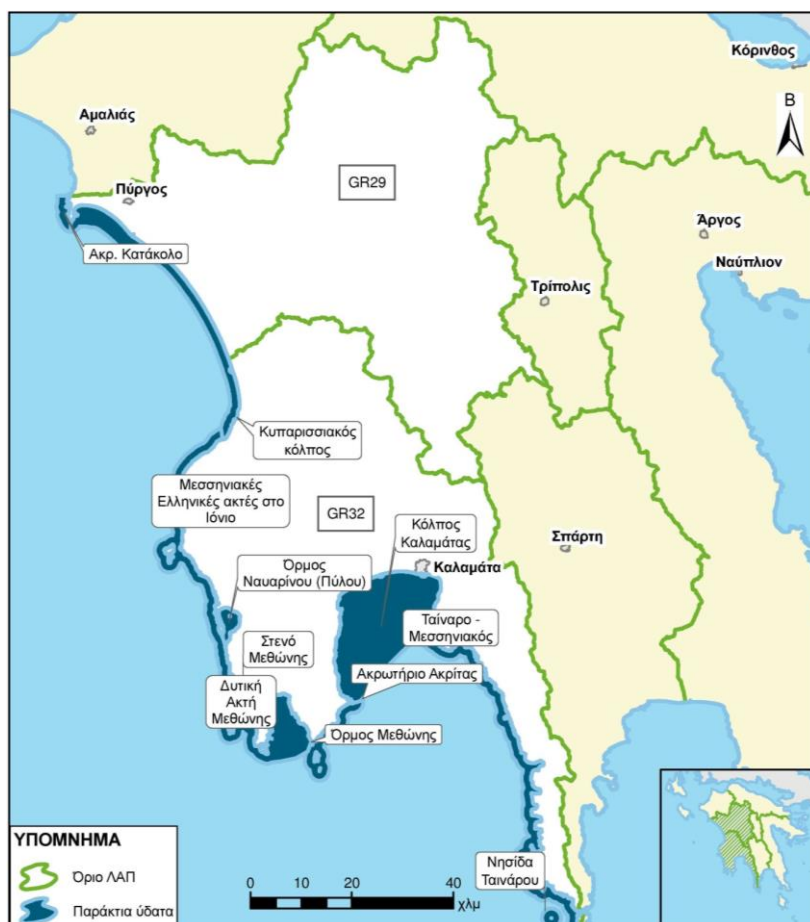 Κόρινθος
Αμαλιάς
Β
GR29
Πύργος
Άργος
Ακρ. Κατάκολο
Ναύπλιον
Τρίπολις
Κυπαρισσιακός
κόλπος
Μεσσηνιακές
Ελληνικές ακτές στο
Ιόνιο
GR32
Κόλπος
Καλαμάτας
Σπάρτη
Όρμος
Ναυαρίνου (Πύλου)
Καλαμάτα
Ταίναρο -
Μεσσηνιακός
Στενό
Μεθώνης
Ακρωτήριο Ακρίτας
Δυτική
Ακτή
Μεθώνης
Όρμος Μεθώνης
Νησίδα
Ταινάρου
ΥΠΟΜΝΗΜΑ
Όριο ΛΑΠ
Παράκτια ύδατα
0 5 10 20 30 40
χλμ